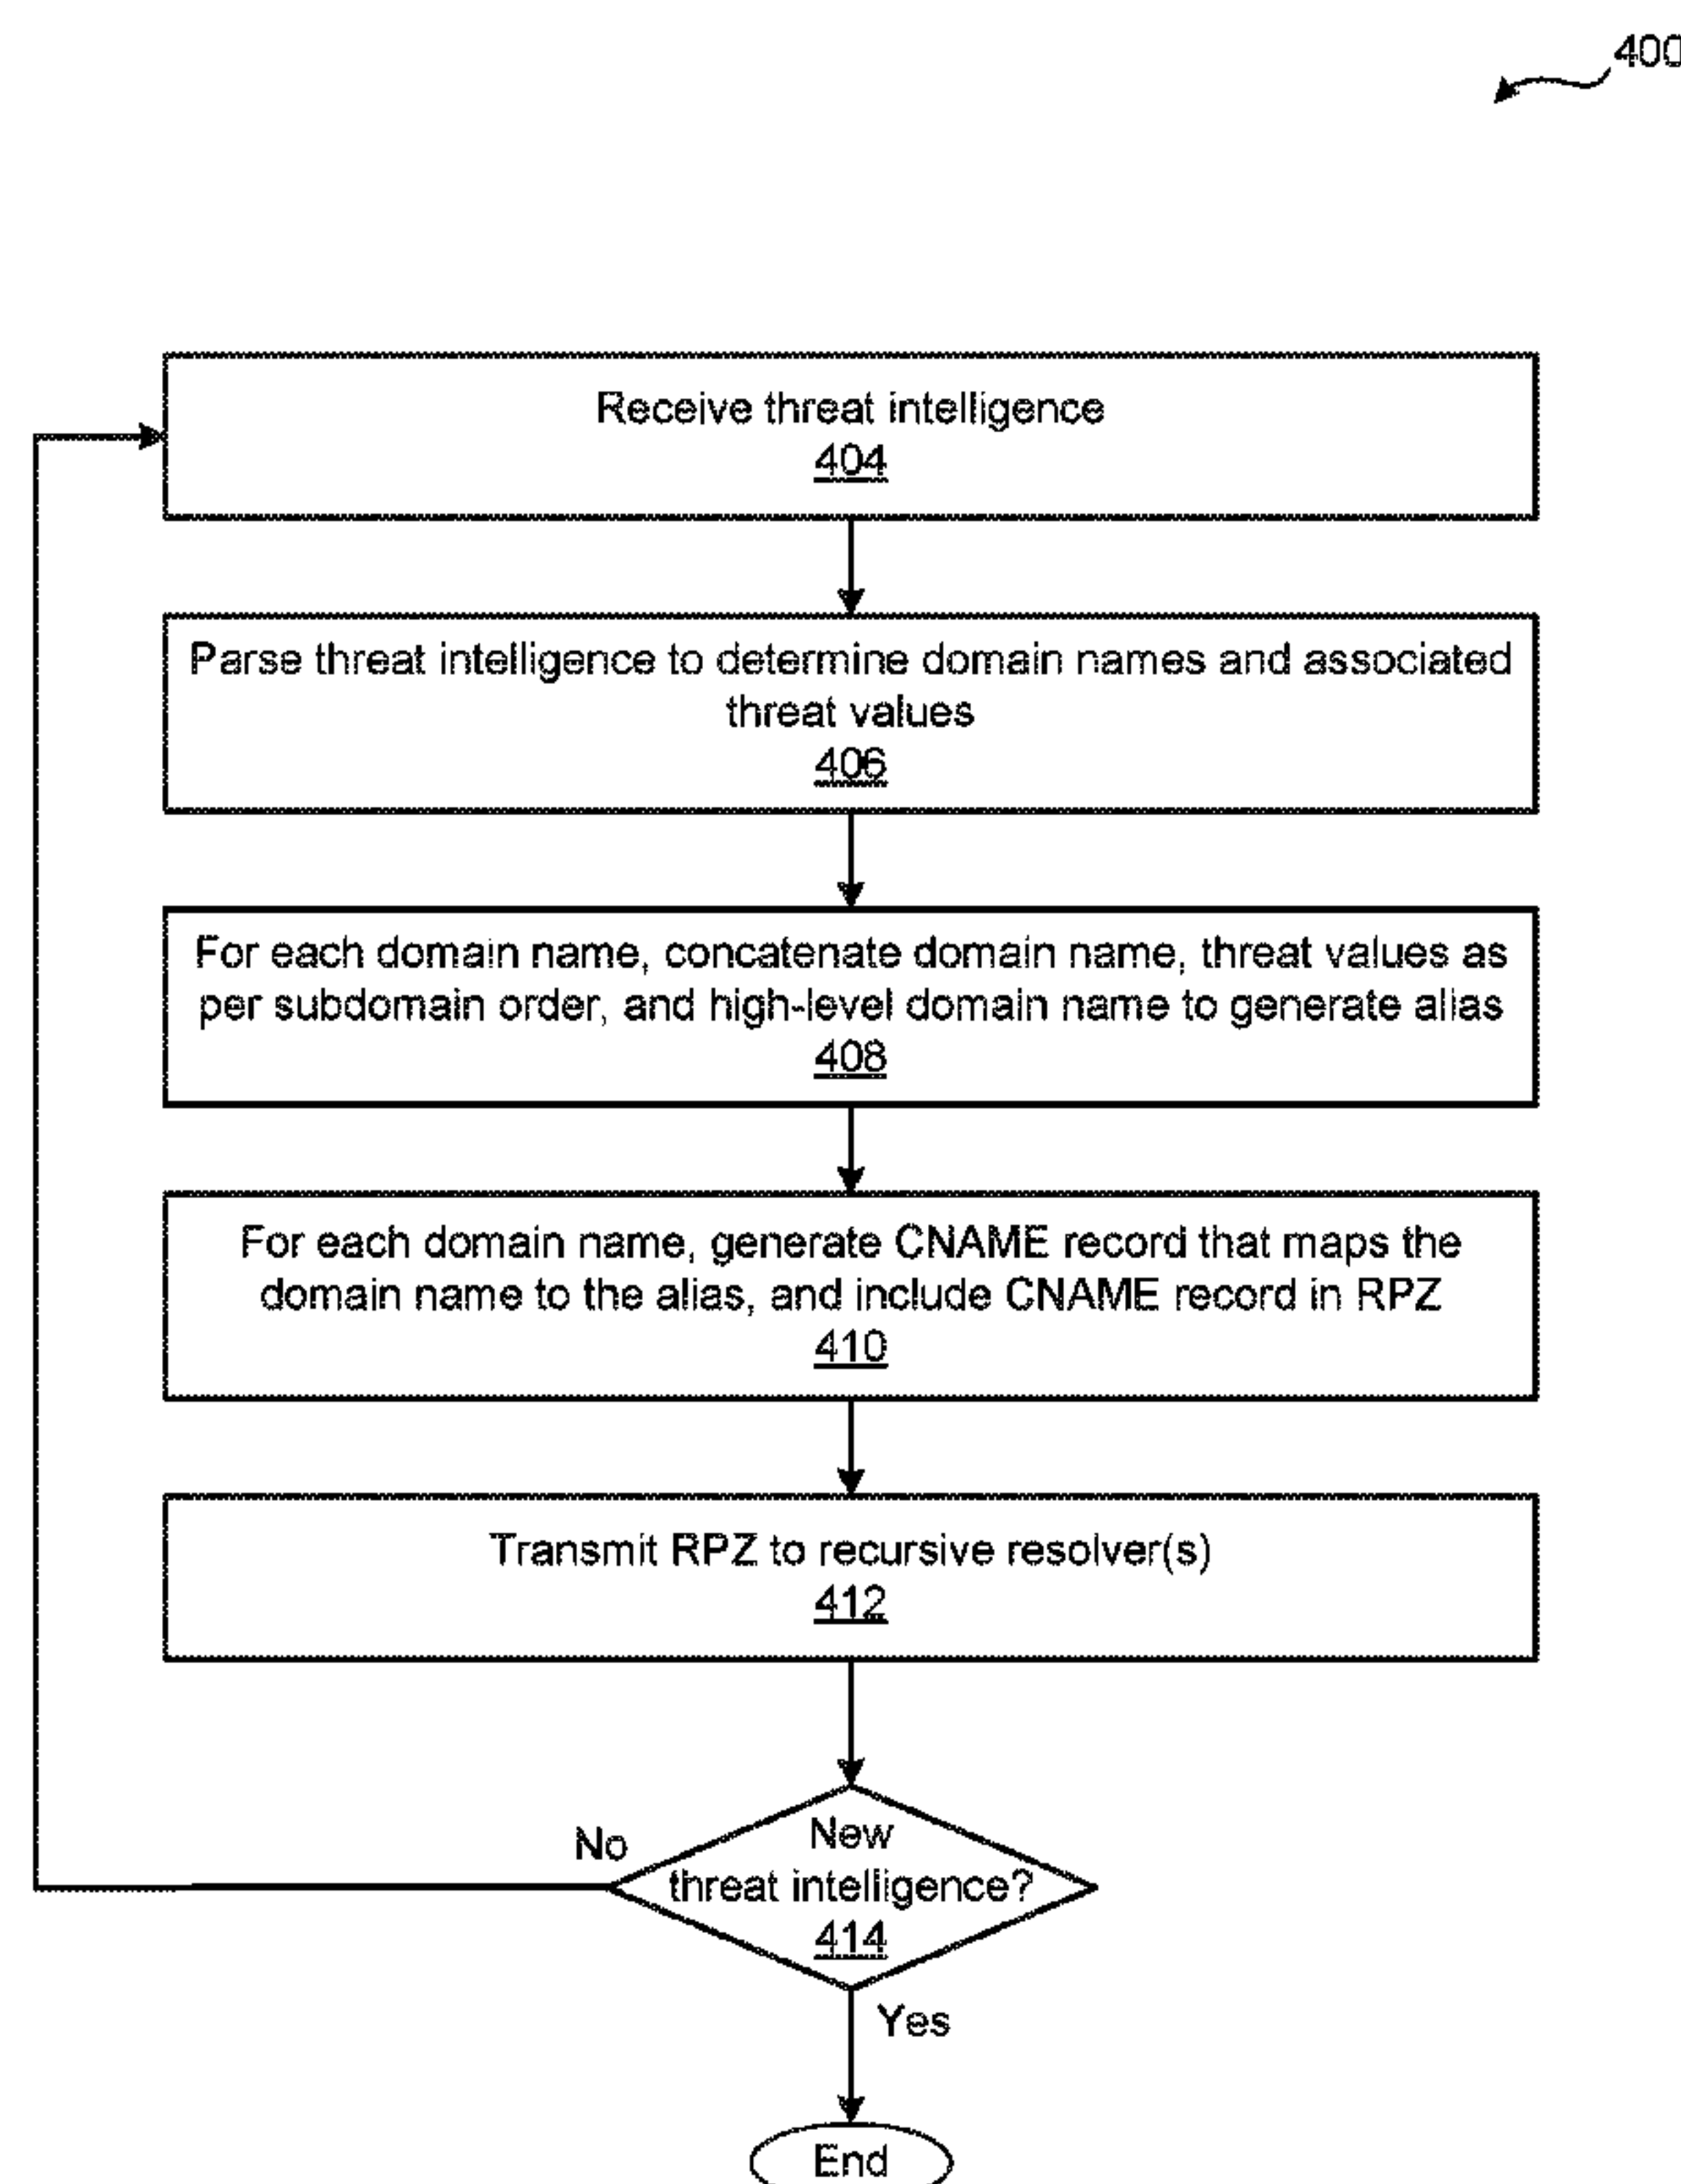 400
Receive threat intelligence
404
Parse threat intelligence to determine domain names and associated
threat values
406
For each domain name, concatenate domain name, threat values as
per subdomain order, and high-level domain name to generate alias
408
For each domain name, generate CNAME record that maps the
domain name to the alias, and include CNAME record in RPZ
410
Transmit RPZ to recursive resolver(s)
412
No
New
threat intelligence?
414
Yes
End